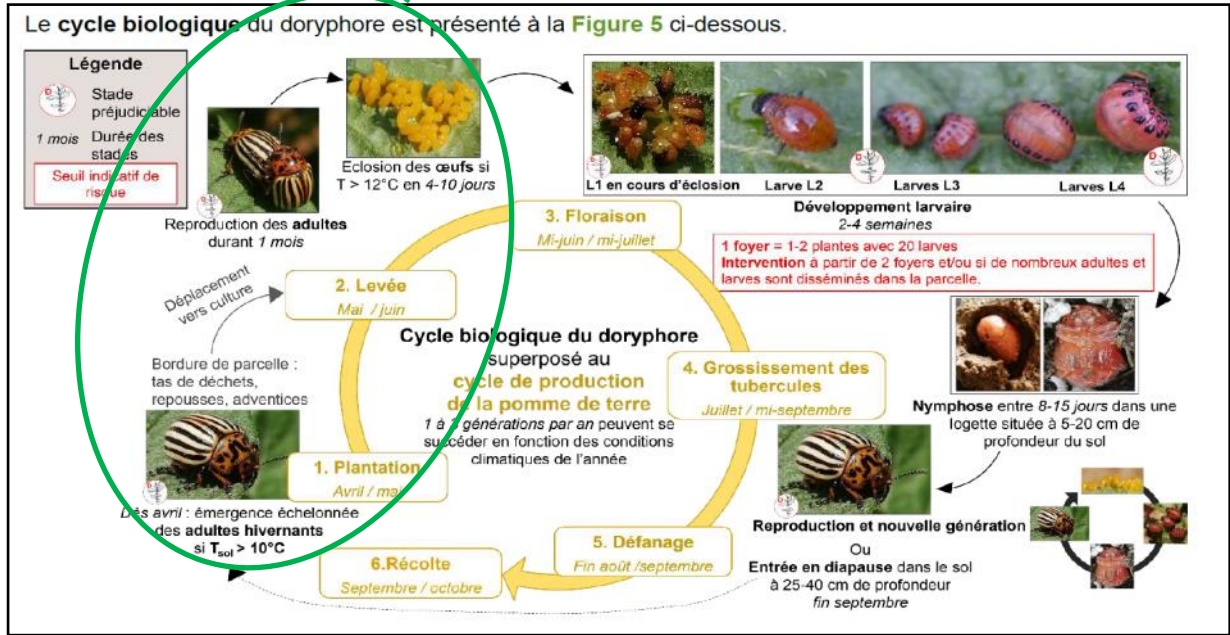 Le cycle biologique du doryphore est présenté à la Figure 5 ci-dessous.
Légende
D
Stade
préjudiciable
1 mois
Durée des
stades
Seuil indicatif de
risque
Reproduction des adultes
durant 1 mois
Eclosion des œufs si
T > 12°C en 4-10 jours
L1 en cours d'éclosion
Larve L2
Larves L3
Larves L4
Développement larvaire
2-4 semaines
1 foyer = 1-2 plantes avec 20 larves
Intervention à partir de 2 foyers et/ou si de nombreux adultes et
larves sont disséminés dans la parcelle.
3. Floraison
Mi-juin / mi-juillet
Déplacement
vers culture
2. Levée
Mai / juin
Bordure de parcelle :
tas de déchets,
repousses, adventices
Cycle biologique du doryphore
superposé au
cycle de production
de la pomme de terre
1 à 3 générations par an peuvent se
succéder en fonction des conditions
climatiques de l'année
4. Grossissement des
tubercules
Juillet / mi-septembre
Nymphose entre 8-15 jours dans une
logette située à 5-20 cm de
profondeur du sol
1. Plantation
Avril / mai
Dès avril : émergence échelonnée
des adultes hivernants
si Tsol > 10°C
Reproduction et nouvelle génération
Ou
Entrée en diapause dans le sol
à 25-40 cm de profondeur
fin septembre
5. Défanage
Fin août /septembre
6.Récolte
Septembre / octobre